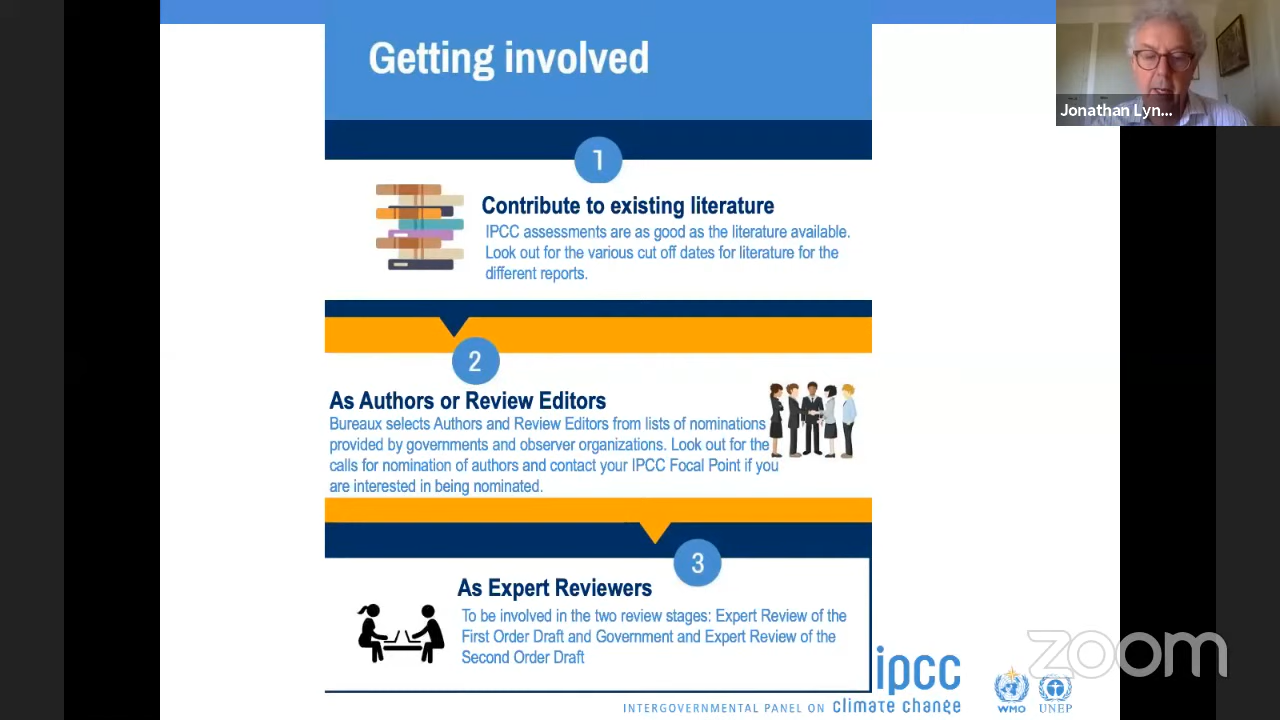 Getting involved
Jonathan Lyn...
1
Contribute to existing literature
IPCC assessments are as good as the literature available.
Look out for the various cut off dates for literature for the
different reports.
2
As Authors or Review Editors
Bureaux selects Authors and Review Editors from lists of nominations
provided by governments and observer organizations. Look out for the
calls for nomination of authors and contact your IPCC Focal Point if you
are interested in being nominated.
3
As Expert Reviewers
To be involved in the two review stages: Expert Review of the
First Order Draft and Government and Expert Review of the
Second Order Draft
zoom
ipcc
INTERGOVERNMENTAL PANEL ON climate change
WMO
UNEP